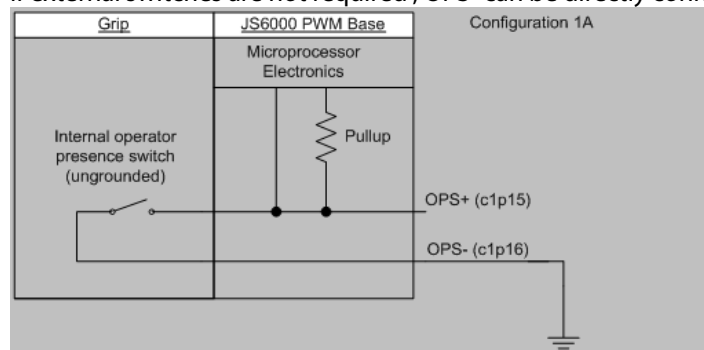 Grip
JS6000 PWM Base
Configuration 1A
Microprocessor
Electronics
Pullup
Internal operator
presence switch
(ungrounded)
OPS+ (c1p15)
OPS- (c1p16)